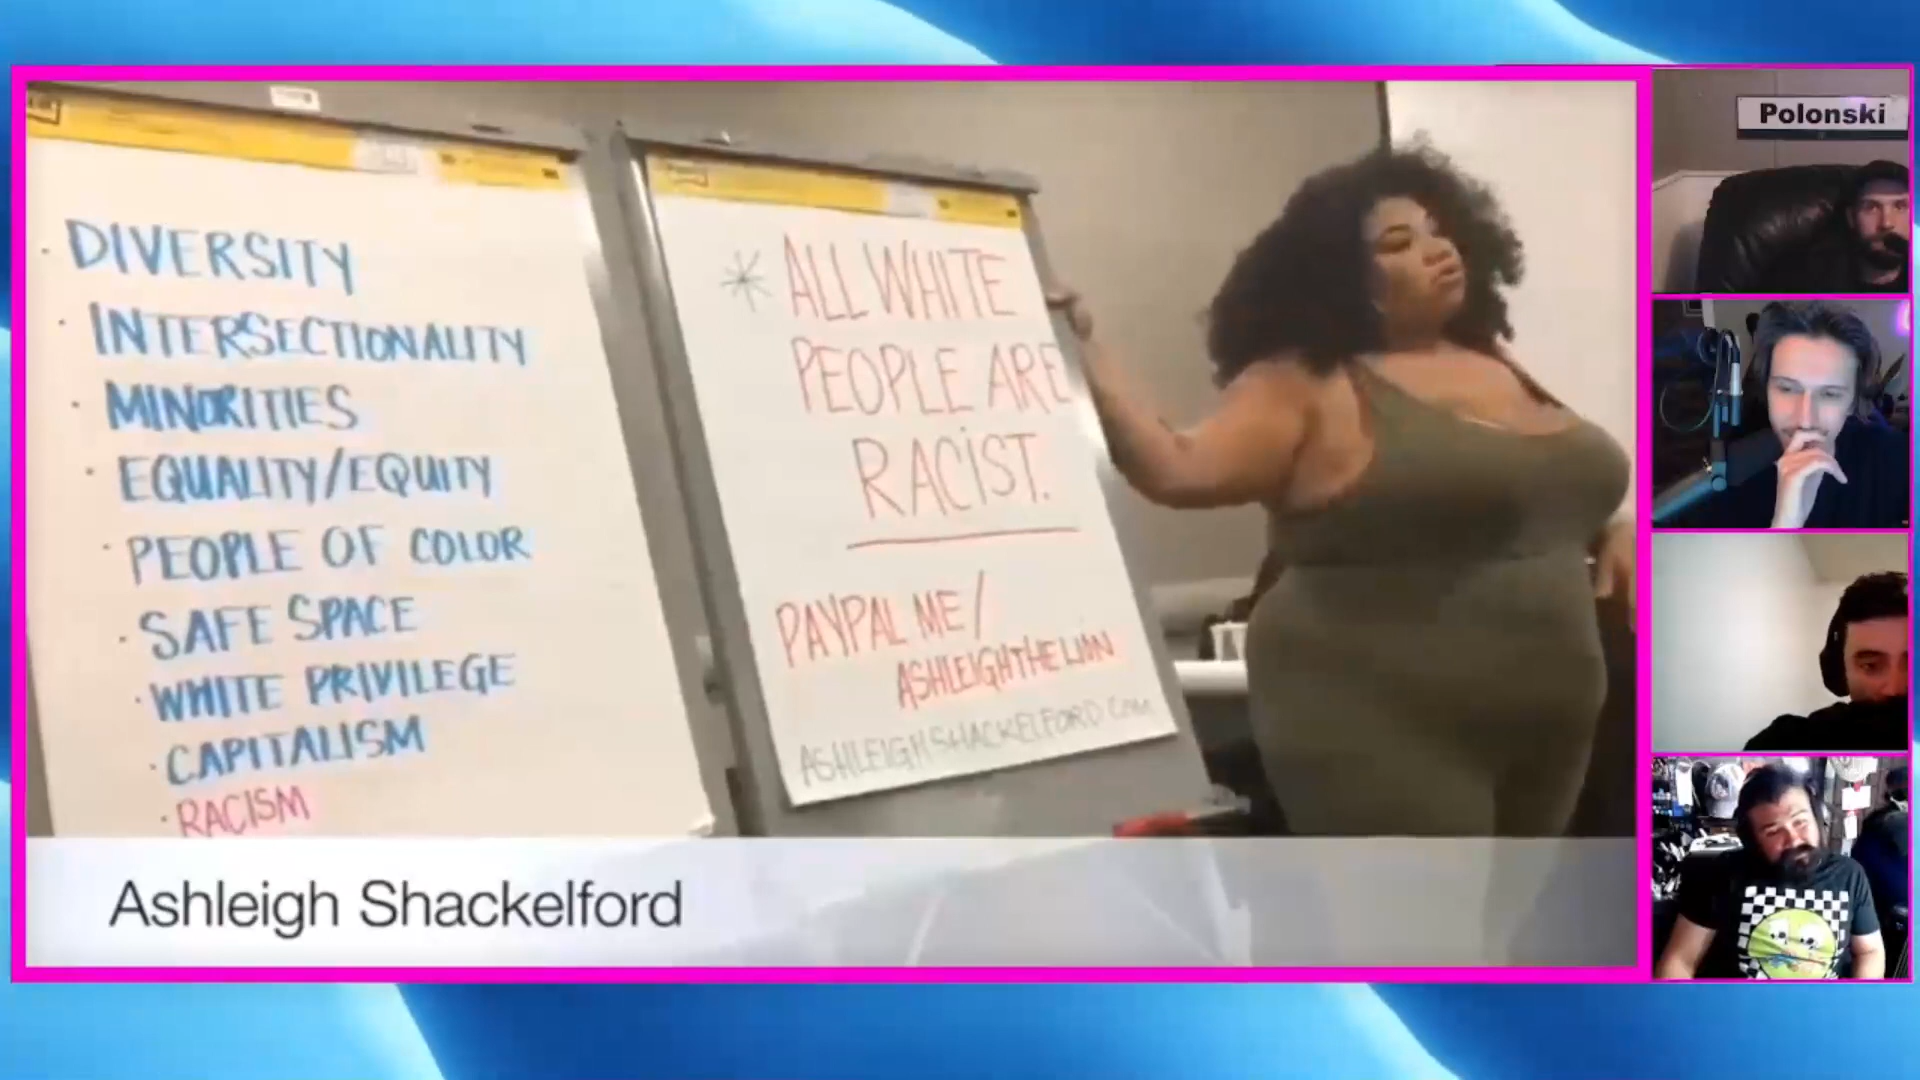 DIVERSITY
INTERSECTIONALITY
MINORITIES
EQUALITY/EQUITY
PEOPLE OF COLOR
SAFE SPACE
WHITE PRIVILEGE
CAPITALISM
RACISM
* ALL WHITE
PEOPLE ARE
RACIST.
PAYPAL ME/
ASHLEIGHTHELION
ASHLEIGHSHACKELFORD.COM
Ashleigh Shackelford
Polonski